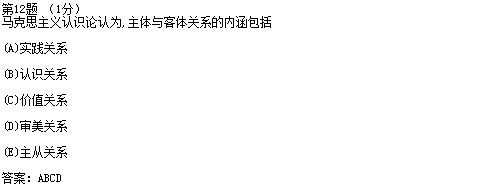 第12题 （1分）
马克思主义认识论认为,主体与客体关系的内涵包括
(A)实践关系
(B)认识关系
(C)价值关系
(D)审美关系
(E)主从关系
答案: ABCD